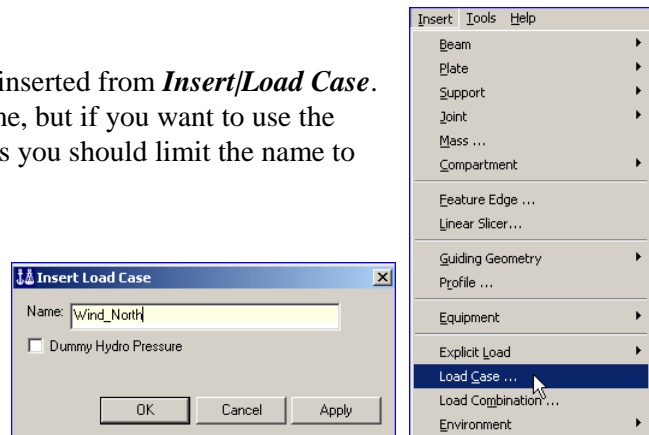 inserted from Insert/Load Case.
ne, but if you want to use the
s you should limit the name to
Insert Load Case
Name: Wind_North
Dummy Hydro Pressure
OK Cancel Apply
Insert Tools Help
Beam
Plate
Support
Joint
Mass ...
Compartment
Feature Edge ...
Linear Slicer...
Guiding Geometry
Profile ...
Equipment
Explicit Load
Load Case ...
Load Combination ...
Environment